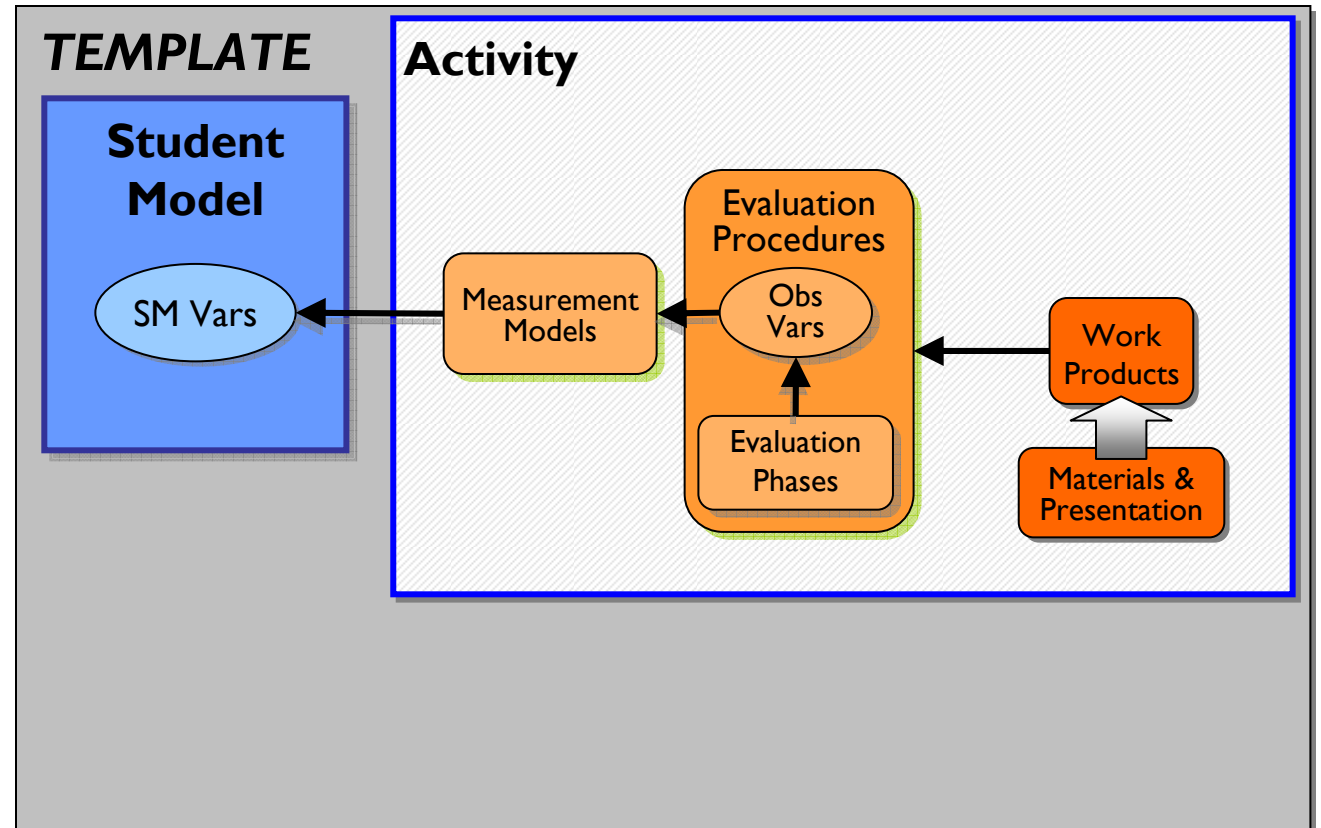 TEMPLATE
Activity
Student
Model
SM Vars
Measurement
Models
Evaluation
Procedures
Obs
Vars
Evaluation
Phases
Work
Products
Materials &
Presentation